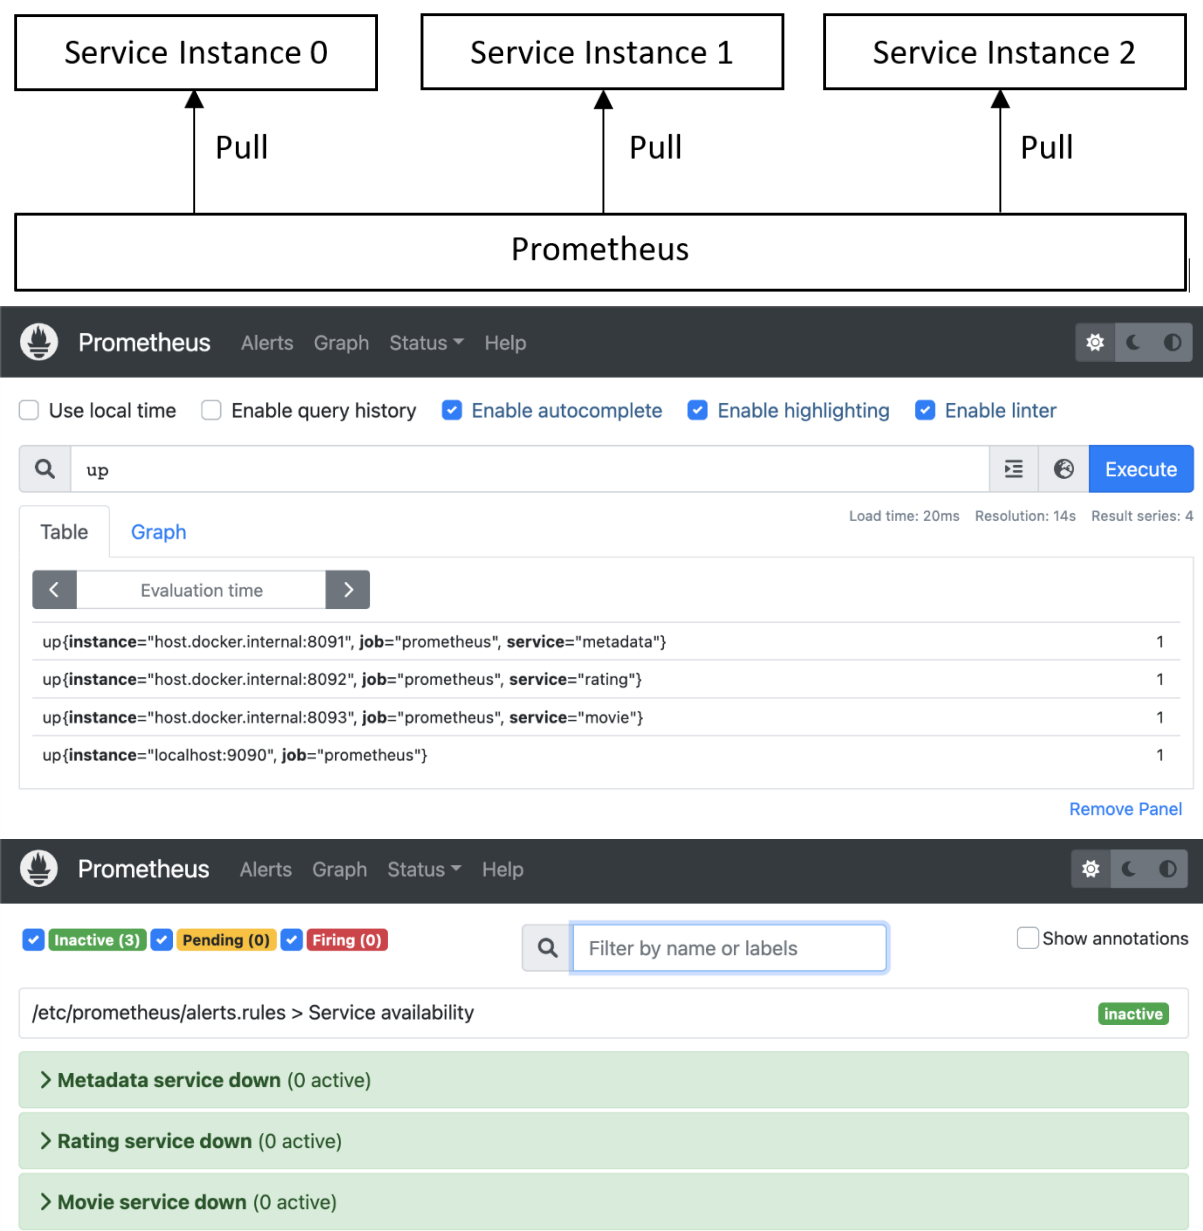 Service Instance 0 Service Instance 1 Service Instance 2
Pull Pull Pull
Prometheus
Prometheus Alerts Graph Status Help
Use local time Enable query history Enable autocomplete Enable highlighting Enable linter
up Execute
Table Graph Load time: 20ms Resolution: 14s Result series: 4
Evaluation time
up{instance="host.docker.internal:8091", job="prometheus", service="metadata"} 1
up{instance="host.docker.internal:8092", job="prometheus", service="rating"} 1
up{instance="host.docker.internal:8093", job="prometheus", service="movie"} 1
up{instance="localhost:9090", job="prometheus"} 1
Remove Panel
Prometheus Alerts Graph Status Help
Inactive (3) Pending (0) Firing (0) Filter by name or labels Show annotations
/etc/prometheus/alerts.rules > Service availability inactive
Metadata service down (0 active)
Rating service down (0 active)
Movie service down (0 active)